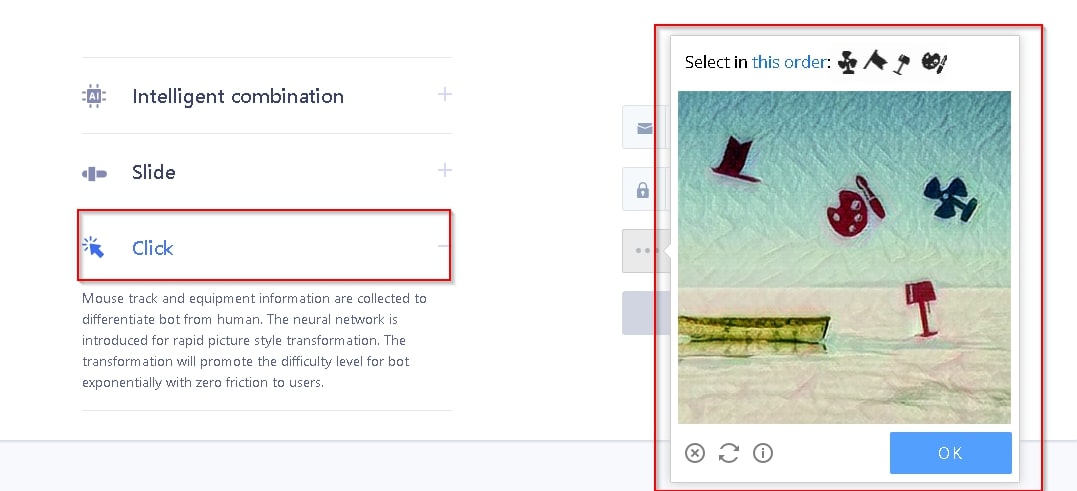 Intelligent combination
Slide
Click
Mouse track and equipment information are collected to
differentiate bot from human. The neural network is
introduced for rapid picture style transformation. The
transformation will promote the difficulty level for bot
exponentially with zero friction to users.
Select in this order:
OK